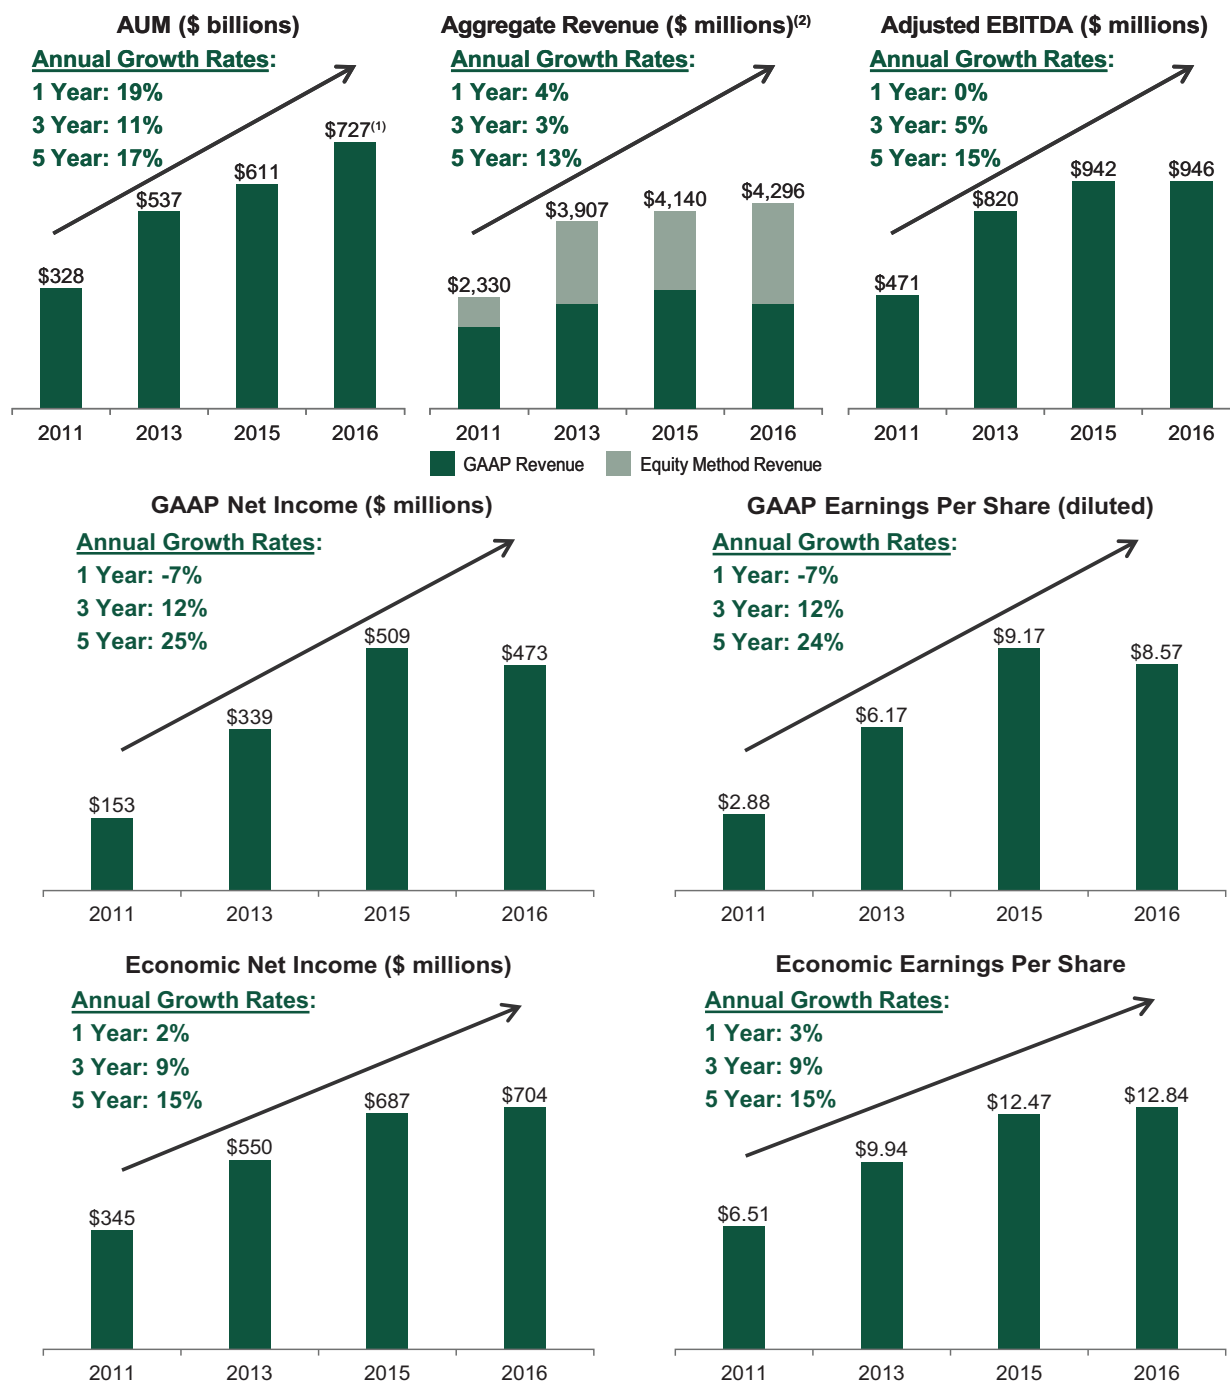 AUM ($ billions)
Annual Growth Rates:
1 Year: 19%
3 Year: 11%
5 Year: 17%
$328
$537
$611
$727(1)
2011
2013
2015
2016
Aggregate Revenue ($ millions)(2)
Annual Growth Rates:
1 Year: 4%
3 Year: 3%
5 Year: 13%
$2,330
$3,907
$4,140
$4,296
2011
2013
2015
2016
GAAP Revenue
Equity Method Revenue
Adjusted EBITDA ($ millions)
Annual Growth Rates:
1 Year: 0%
3 Year: 5%
5 Year: 15%
$471
$820
$942
$946
2011
2013
2015
2016
GAAP Net Income ($ millions)
Annual Growth Rates:
1 Year: -7%
3 Year: 12%
5 Year: 25%
$153
$339
$509
$473
2011
2013
2015
2016
GAAP Earnings Per Share (diluted)
Annual Growth Rates:
1 Year: -7%
3 Year: 12%
5 Year: 24%
$2.88
$6.17
$9.17
$8.57
2011
2013
2015
2016
Economic Net Income ($ millions)
Annual Growth Rates:
1 Year: 2%
3 Year: 9%
5 Year: 15%
$345
$550
$687
$704
2011
2013
2015
2016
Economic Earnings Per Share
Annual Growth Rates:
1 Year: 3%
3 Year: 9%
5 Year: 15%
$6.51
$9.94
$12.47
$12.84
2011
2013
2015
2016